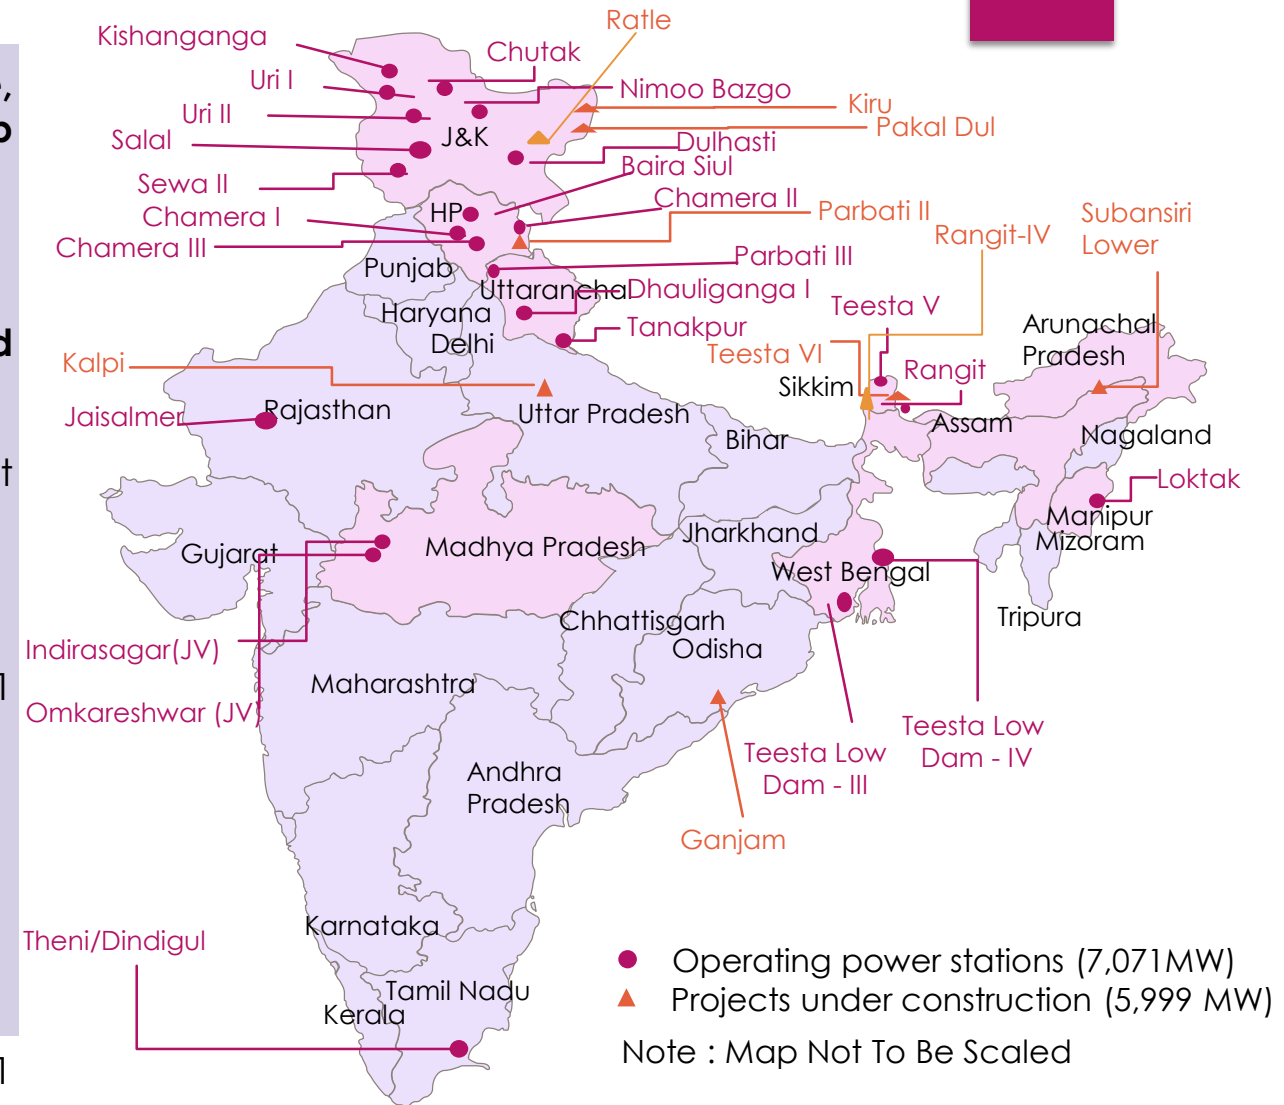 Ratle
Kishanganga
Chutak
Uri I
Nimoo Bazgo
Kiru
Uri II
Pakal Dul
Salal
J&K
Dulhasti
Baira Siul
Sewa II
Chamera II
HP
Chamera I
Parbati II
Subansiri
Lower
Rangit-IV
Chamera III
Parbati III
Punjab
Uttaranchal
Dhauliganga I
Teesta V
Haryana
Tanakpur
Arunachal
Pradesh
Delhi
Teesta VI
Kalpi
Rangit
Sikkim
Jaisalmer
Rajasthan
Uttar Pradesh
Assam
Bihar
Nagaland
Loktak
Manipur
Jharkhand
Mizoram
Gujarat
Madhya Pradesh
West Bengal
Chhattisgarh
Tripura
Odisha
Indirasagar(JV)
Maharashtra
Omkareshwar (JV)
Teesta Low
Dam - IV
Teesta Low
Dam - III
Andhra
Pradesh
Ganjam
Karnataka
Theni/Dindigul
Tamil Nadu
Kerala
Operating power stations (7,071MW)
Projects under construction (5,999 MW)
Note : Map Not To Be Scaled